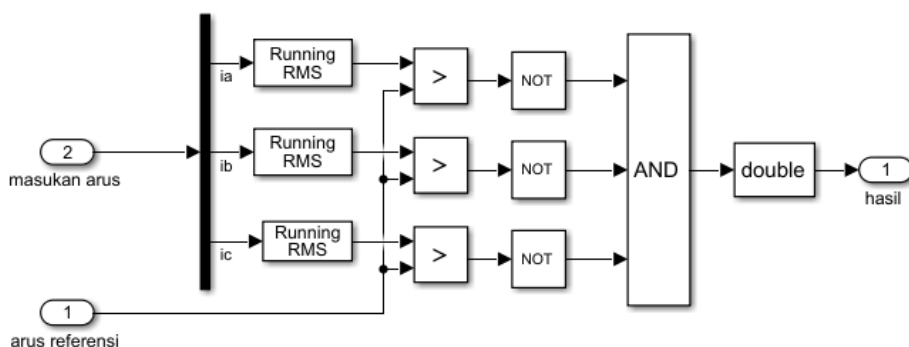 Running
RMS
ia
>
NOT
2
masukan arus
Running
RMS
ib
>
NOT
AND
double
1
hasil
Running
RMS
ic
>
NOT
1
arus referensi